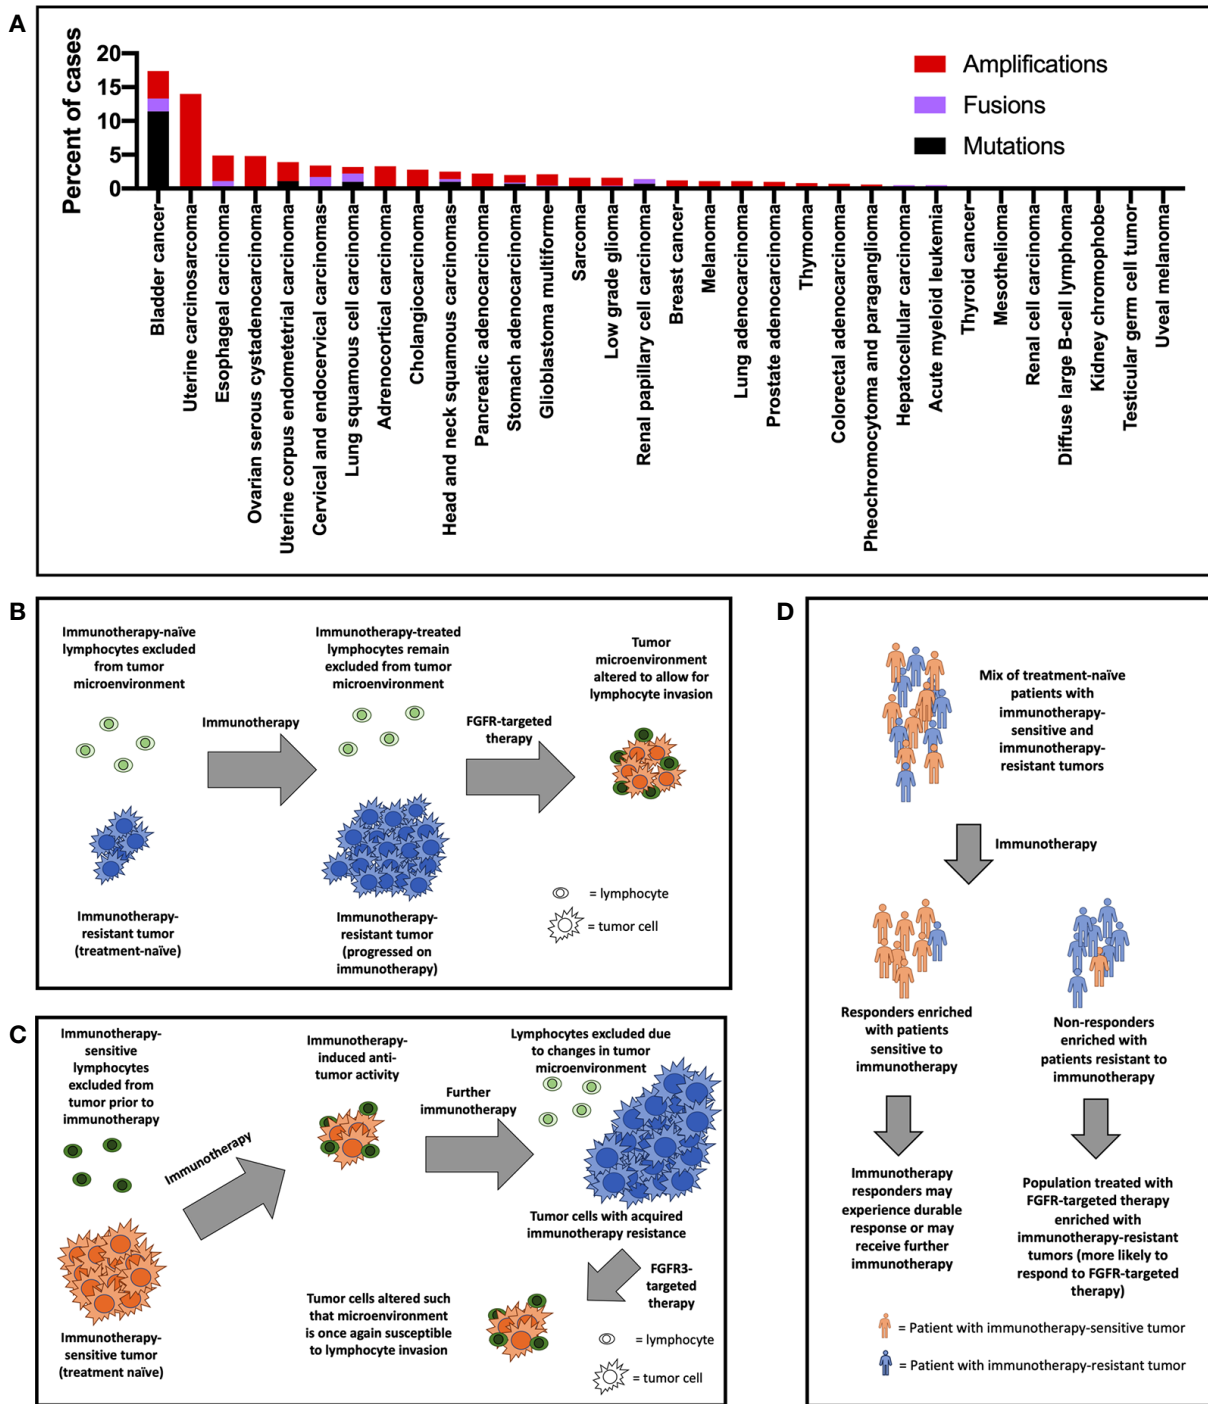 A
Percent of cases
20
15
10
5
0
Amplifications
Fusions
Mutations
Bladder cancer
Uterine carcinosarcoma
Esophageal carcinoma
Ovarian serous cystadenocarcinoma
Uterine corpus endometrial carcinoma
Cervical and endocervical carcinomas
Lung squamous cell carcinoma
Adrenocortical carcinoma
Cholangiocarcinoma
Head and neck squamous carcinomas
Pancreatic adenocarcinoma
Stomach adenocarcinoma
Glioblastoma multiforme
Sarcoma
Low grade glioma
Renal papillary cell carcinoma
Breast cancer
Melanoma
Lung adenocarcinoma
Prostate adenocarcinoma
Thymoma
Colorectal adenocarcinoma
Pheochromocytoma and paraganglioma
Hepatocellular carcinoma
Acute myeloid leukemia
Thyroid cancer
Mesothelioma
Renal cell carcinoma
Diffuse large B-cell lymphoma
Kidney chromophobe
Testicular germ cell tumor
Uveal melanoma
B
Immunotherapy-naïve
lymphocytes excluded
from tumor
microenvironment
Immunotherapy
Immunotherapy-treated
lymphocytes remain
excluded from tumor
microenvironment
FGFR-targeted
therapy
Tumor
microenvironment
altered to allow for
lymphocyte invasion
Immunotherapy-
resistant tumor
(treatment-naïve)
Immunotherapy-
resistant tumor
(progressed on
immunotherapy)
= lymphocyte
= tumor cell
C
Immunotherapy-
sensitive
lymphocytes
excluded from
tumor prior to
immunotherapy
Immunotherapy
Immunotherapy-
induced anti-
tumor activity
Further
immunotherapy
Lymphocytes excluded due
to changes in tumor
microenvironment
Tumor cells with acquired
immunotherapy resistance
FGFR3-
targeted
therapy
Tumor cells altered such
that microenvironment
is once again susceptible
to lymphocyte invasion
Immunotherapy-
sensitive tumor
(treatment naïve)
= lymphocyte
= tumor cell
D
Mix of treatment-naïve
patients with
immunotherapy-
sensitive and
immunotherapy-
resistant tumors
Immunotherapy
Responders enriched
with patients
sensitive to
immunotherapy
Non-responders
enriched with
patients resistant to
immunotherapy
Immunotherapy
responders may
experience durable
response or may
receive further
immunotherapy
Population treated with
FGFR-targeted therapy
enriched with
immunotherapy-resistant
tumors (more likely to
respond to FGFR-targeted
therapy)
= Patient with immunotherapy-sensitive tumor
= Patient with immunotherapy-resistant tumor